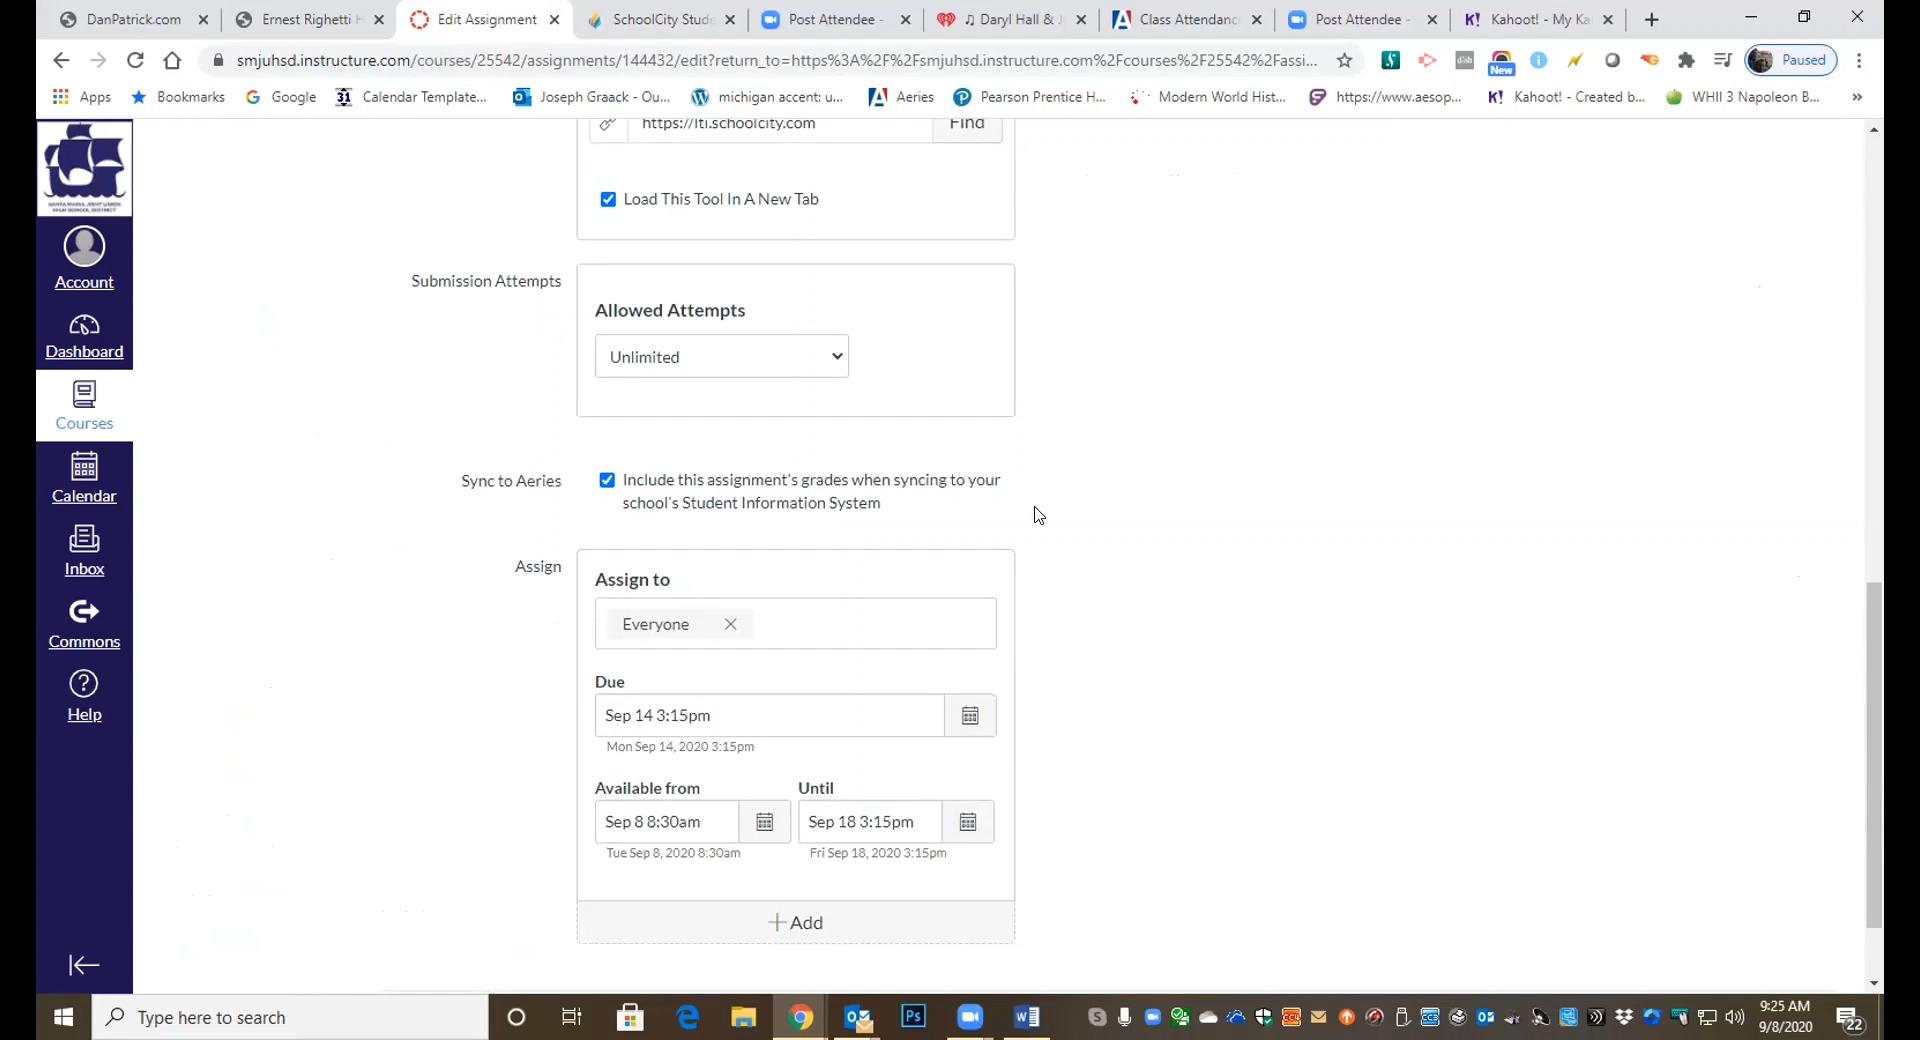 DanPatrick.com
Ernest Righetti H
Edit Assignment
SchoolCity Stude
Post Attendee -
♫ Daryl Hall & J
Class Attendanc
Post Attendee -
K! Kahoot! - My Ka
smjuhsd.instructure.com/courses/25542/assignments/144432/edit?return_to=https%3A%2F%2Fsmjuhsd.instructure.com%2Fcourses%2F25542%2Fassi...
New
Paused
Apps
Bookmarks
Google
31 Calendar Template...
Joseph Graack - Ou...
michigan accent: u...
Aeries
Pearson Prentice H...
Modern World Hist...
https://www.aesop...
K! Kahoot! - Created b...
WHII 3 Napoleon B...
»
https://lti.schoolcity.com
Find
Load This Tool In A New Tab
Submission Attempts
Allowed Attempts
Unlimited
Sync to Aeries
Include this assignment's grades when syncing to your
school's Student Information System
Assign
Assign to
Everyone
Due
Sep 14 3:15pm
Mon Sep 14, 2020 3:15pm
Available from
Until
Sep 8 8:30am
Sep 18 3:15pm
Tue Sep 8, 2020 8:30am
Fri Sep 18, 2020 3:15pm
+ Add
Account
Dashboard
Courses
Calendar
Inbox
Commons
Help
Type here to search
Ps
9:25 AM
9/8/2020
22